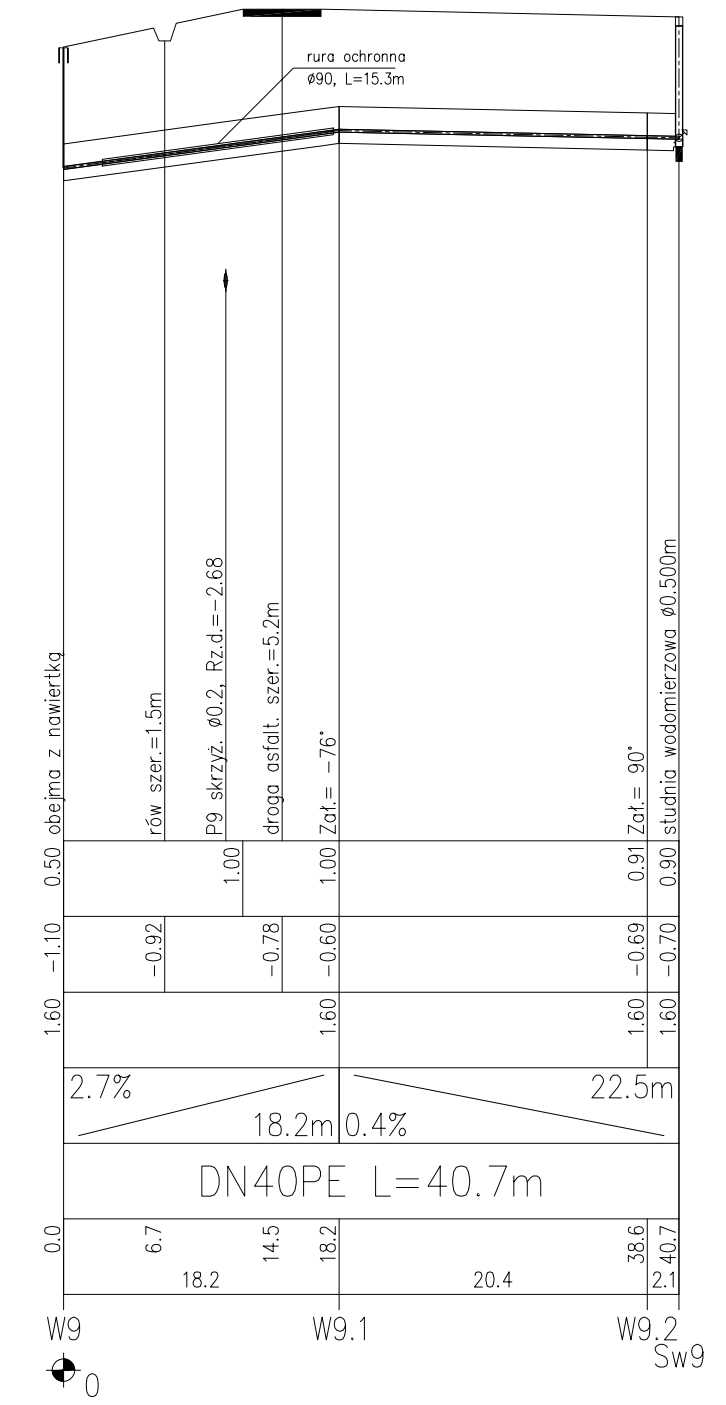 rura ochronna
ø90, L=15.3m
obejma z nawiertką
rów szer.=1.5m
P9 skrzyż. ø0.2, Rz.d.=-2.68
droga asfalt. szer.=5.2m
Zał.= -76°
Zał.= 90°
studnia wodomierzowa ø0.500m
0.50 1.00 1.00 0.91 0.90
-1.10 -0.92 -0.78 -0.60 -0.69 -0.70
1.60 1.60 1.60 1.60
2.7% 22.5m
18.2m 0.4%
DN40PE L=40.7m
0.0 6.7 14.5 18.2 38.6 40.7
18.2 20.4 2.1
W9 W9.1 W9.2
Sw9
0